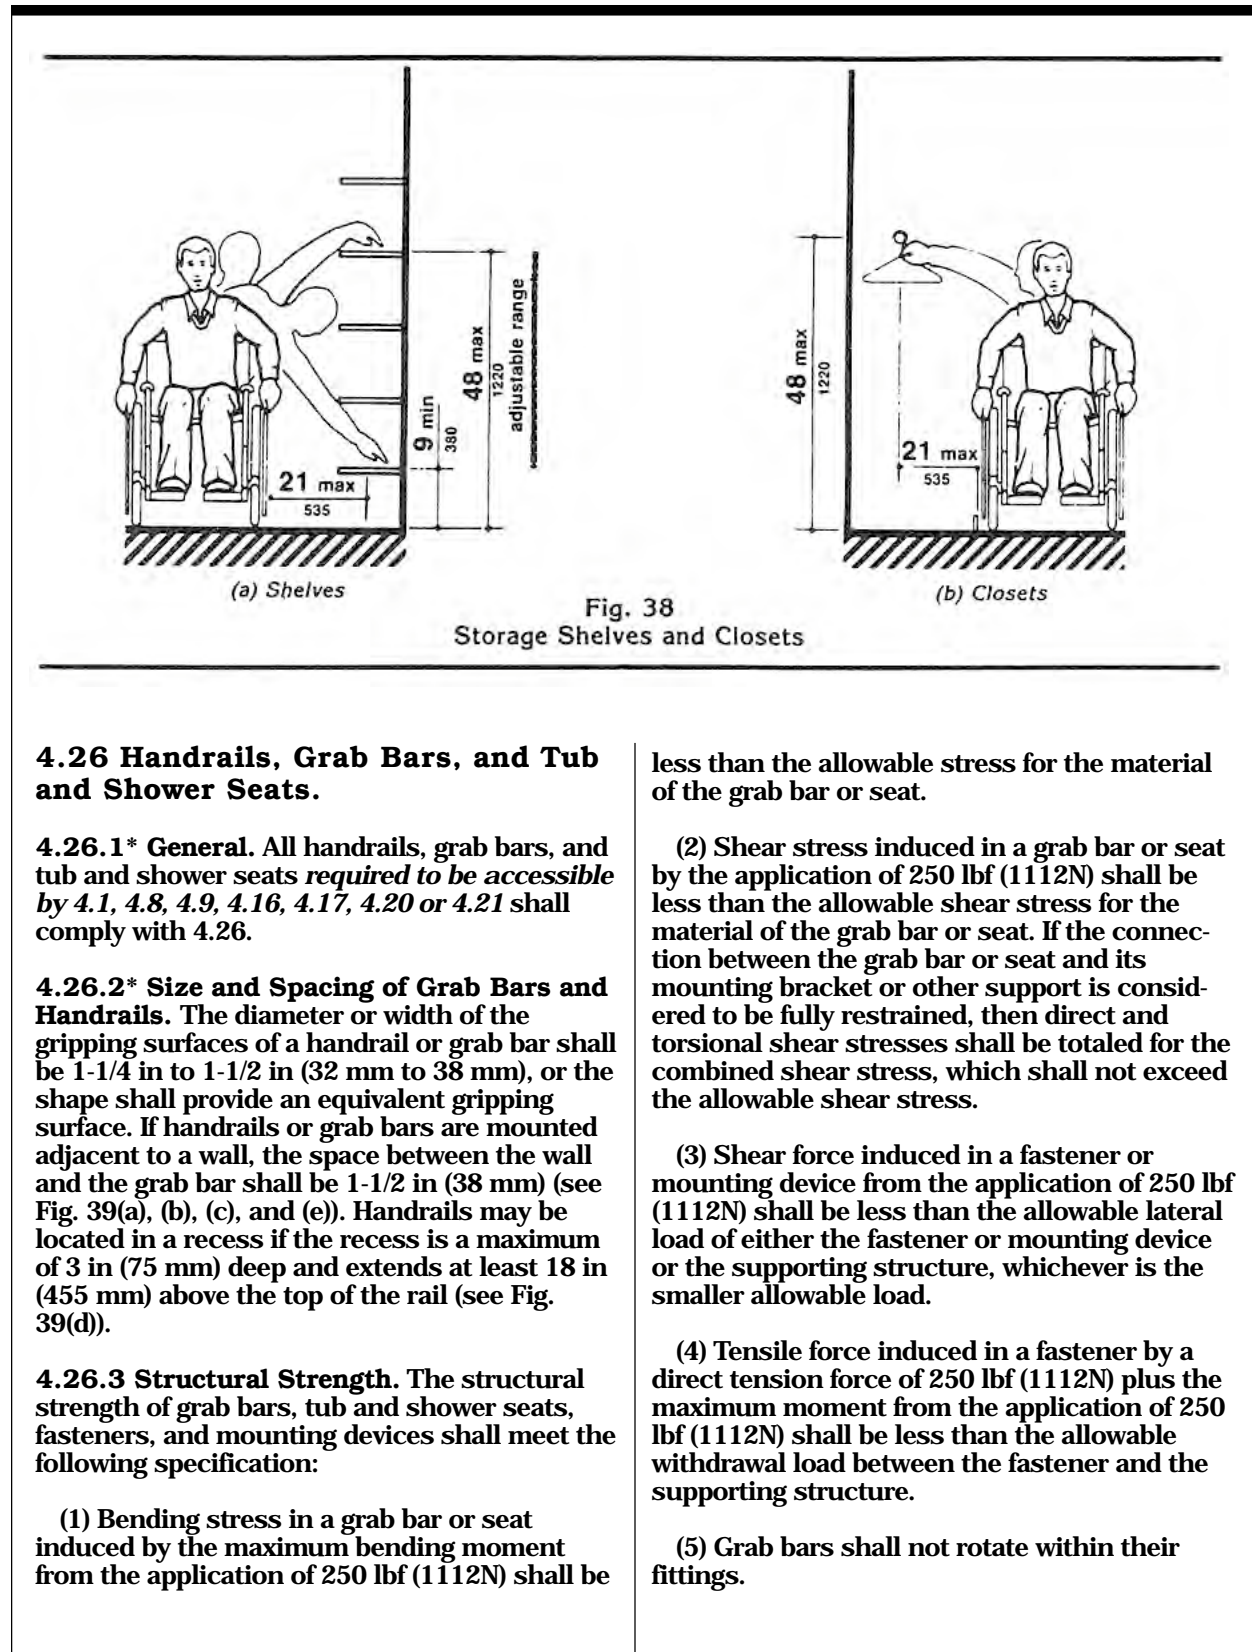 48 max
1220
adjustable range
9 min
380
21 max
535
(a) Shelves
48 max
1220
21 max
535
(b) Closets
Fig. 38
Storage Shelves and Closets
4.26 Handrails, Grab Bars, and Tub
and Shower Seats.
4.26.1* General. All handrails, grab bars, and
tub and shower seats required to be accessible
by 4.1, 4.8, 4.9, 4.16, 4.17, 4.20 or 4.21 shall
comply with 4.26.
4.26.2* Size and Spacing of Grab Bars and
Handrails. The diameter or width of the
gripping surfaces of a handrail or grab bar shall
be 1-1/4 in to 1-1/2 in (32 mm to 38 mm), or the
shape shall provide an equivalent gripping
surface. If handrails or grab bars are mounted
adjacent to a wall, the space between the wall
and the grab bar shall be 1-1/2 in (38 mm) (see
Fig. 39(a), (b), (c), and (e)). Handrails may be
located in a recess if the recess is a maximum
of 3 in (75 mm) deep and extends at least 18 in
(455 mm) above the top of the rail (see Fig.
39(d)).
4.26.3 Structural Strength. The structural
strength of grab bars, tub and shower seats,
fasteners, and mounting devices shall meet the
following specification:
(1) Bending stress in a grab bar or seat
induced by the maximum bending moment
from the application of 250 lbf (1112N) shall be
less than the allowable stress for the material
of the grab bar or seat.
(2) Shear stress induced in a grab bar or seat
by the application of 250 lbf (1112N) shall be
less than the allowable shear stress for the
material of the grab bar or seat. If the connec-
tion between the grab bar or seat and its
mounting bracket or other support is consid-
ered to be fully restrained, then direct and
torsional shear stresses shall be totaled for the
combined shear stress, which shall not exceed
the allowable shear stress.
(3) Shear force induced in a fastener or
mounting device from the application of 250 lbf
(1112N) shall be less than the allowable lateral
load of either the fastener or mounting device
or the supporting structure, whichever is the
smaller allowable load.
(4) Tensile force induced in a fastener by a
direct tension force of 250 lbf (1112N) plus the
maximum moment from the application of 250
lbf (1112N) shall be less than the allowable
withdrawal load between the fastener and the
supporting structure.
(5) Grab bars shall not rotate within their
fittings.